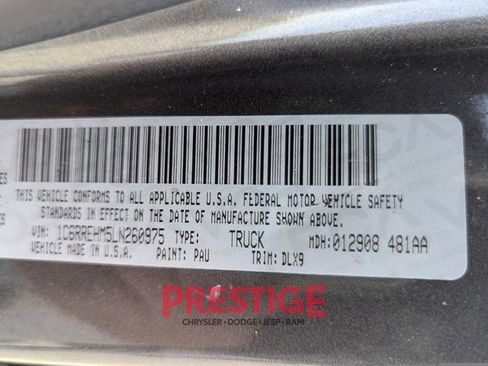 THIS VEHICLE CONFORMS TO ALL APPLICABLE U.S.A. FEDERAL MOTOR VEHICLE SAFETY
STANDARDS IN EFFECT ON THE DATE OF MANUFACTURE SHOWN ABOVE.
VIN: 1C6RREHM5LN260975 TYPE: TRUCK MDH:012908 481AA
VEHICLE MADE IN U.S.A. PAINT: PAU TRIM: DLX9
PRESTIGE
CHRYSLER • DODGE • JEEP • RAM